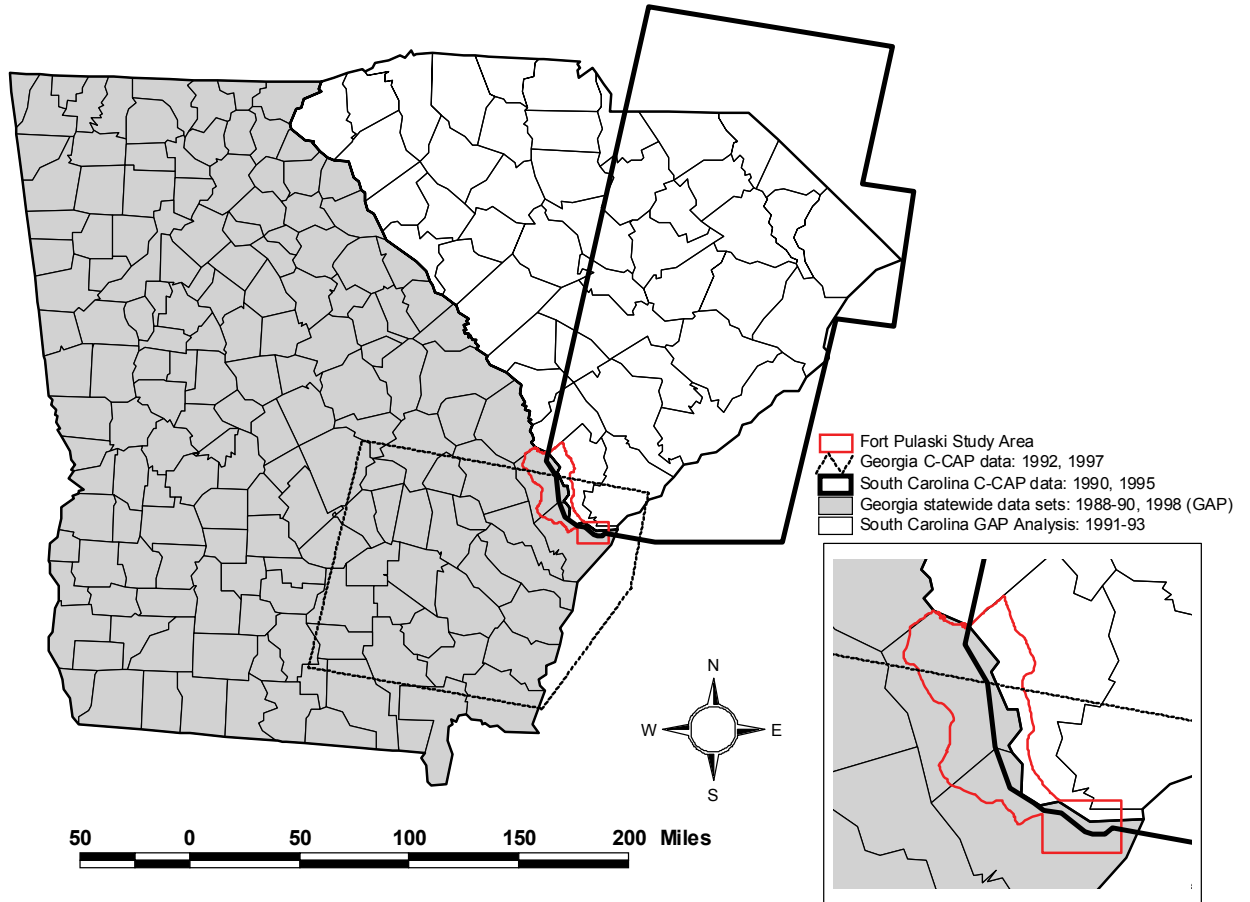 Fort Pulaski Study Area
Georgia C-CAP data: 1992, 1997
South Carolina C-CAP data: 1990, 1995
Georgia statewide data sets: 1988-90, 1998 (GAP)
South Carolina GAP Analysis: 1991-93
N
W E
S
50 0 50 100 150 200 Miles